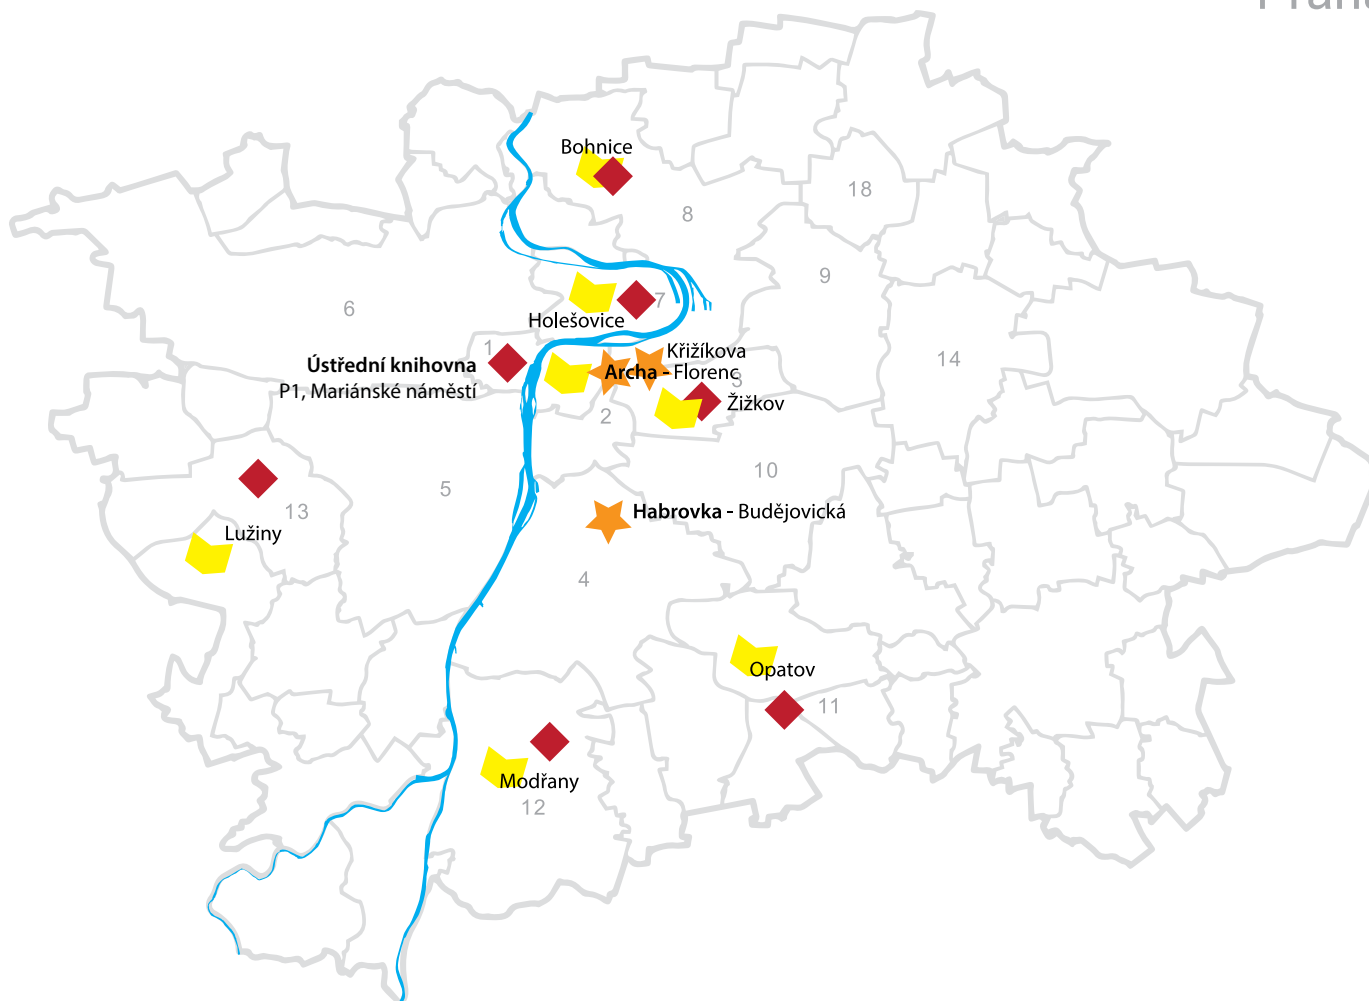 Bohnice
18
8
9
6
7
Holešovice
1
Křižíkova
Ústřední knihovna
Archa - Florenc
14
P1, Mariánské náměstí
Žižkov
2
10
5
13
Habrovka - Budějovická
Lužiny
4
Opatov
11
Modřany
12